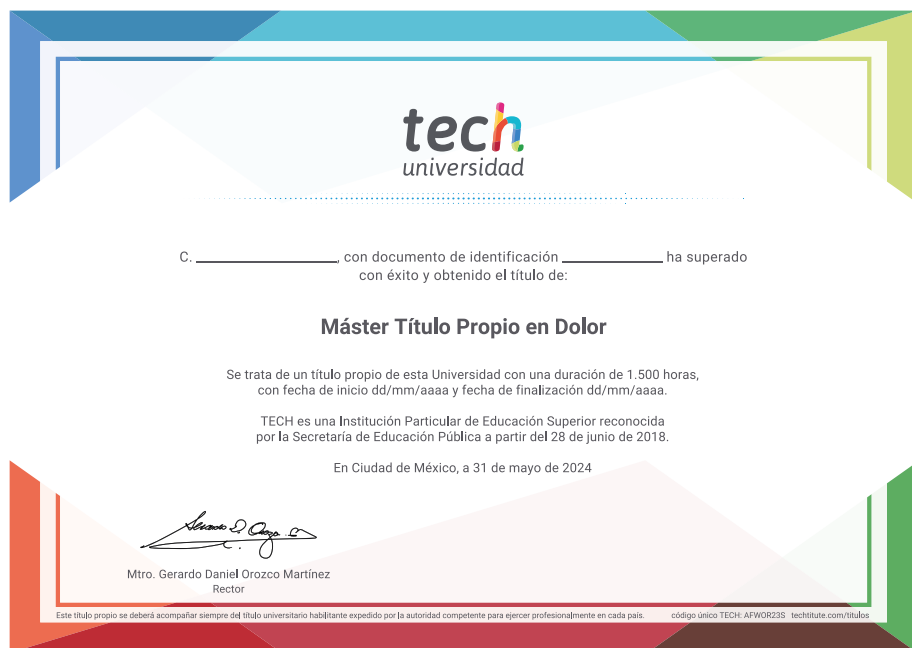 tech
universidad
C. ____________________, con documento de identificación ______________ ha superado
con éxito y obtenido el título de:
Máster Título Propio en Dolor
Se trata de un título propio de esta Universidad con una duración de 1.500 horas,
con fecha de inicio dd/mm/aaaa y fecha de finalización dd/mm/aaaa.
TECH es una Institución Particular de Educación Superior reconocida
por la Secretaría de Educación Pública a partir del 28 de junio de 2018.
En Ciudad de México, a 31 de mayo de 2024
Mtro. Gerardo Daniel Orozco Martínez
Rector
Este título propio se deberá acompañar siempre del título universitario habilitante expedido por la autoridad competente para ejercer profesionalmente en cada país. código único TECH: AFWOR23S techtitute.com/titulos